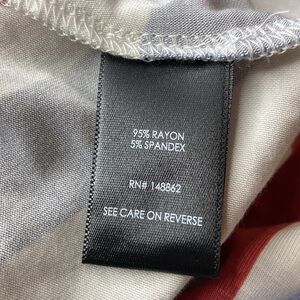 95% RAYON
5% SPANDEX
RN# 148862
SEE CARE ON REVERSE